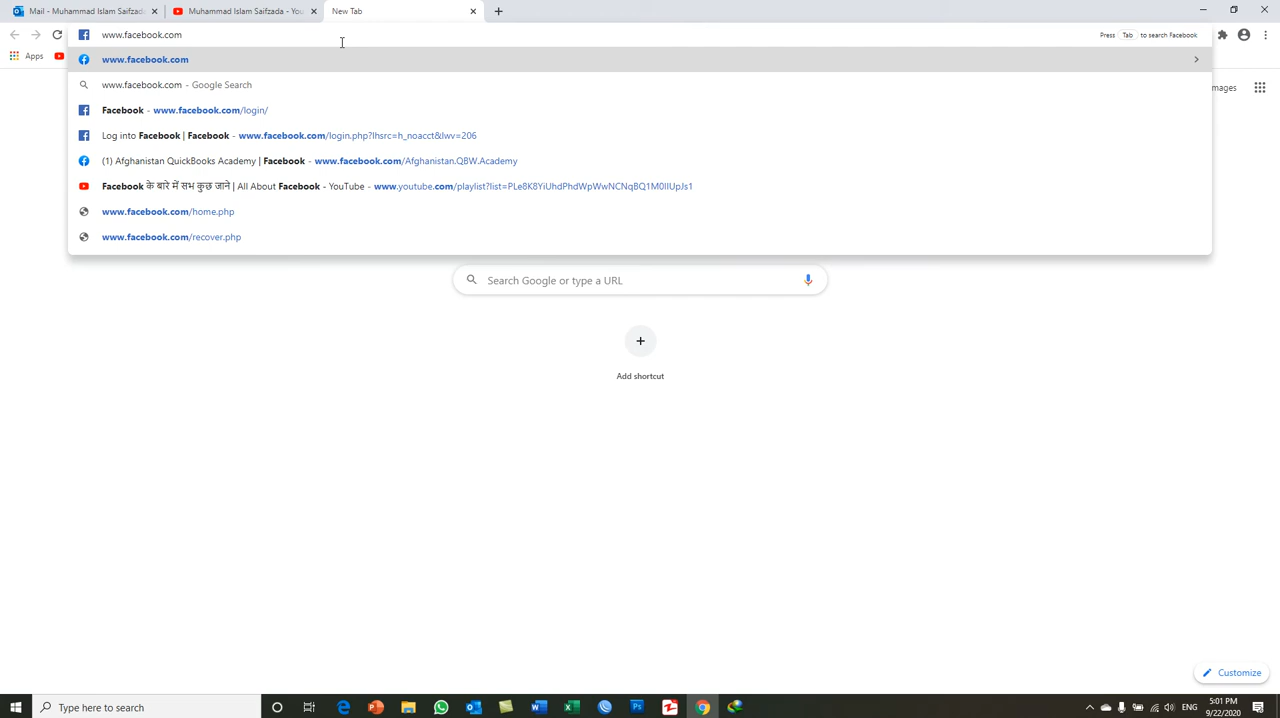 Mail - Muhammad Islam Saifzada
Muhammad Islam Saifzada - You
New Tab
www.facebook.com
Press Tab to search Facebook
Apps
www.facebook.com
www.facebook.com - Google Search
Facebook - www.facebook.com/login/
Log into Facebook | Facebook - www.facebook.com/login.php?lhsrc=h_noacct&lwv=206
(1) Afghanistan QuickBooks Academy | Facebook - www.facebook.com/Afghanistan.QBW.Academy
Facebook के बारे में सभ कुछ जाने | All About Facebook - YouTube - www.youtube.com/playlist?list=PLe8K8YiUhdPhdWpWwNCNqBQ1M0IIUpJs1
www.facebook.com/home.php
www.facebook.com/recover.php
mages
Search Google or type a URL
Add shortcut
Customize
Type here to search
ENG
5:01 PM
9/22/2020